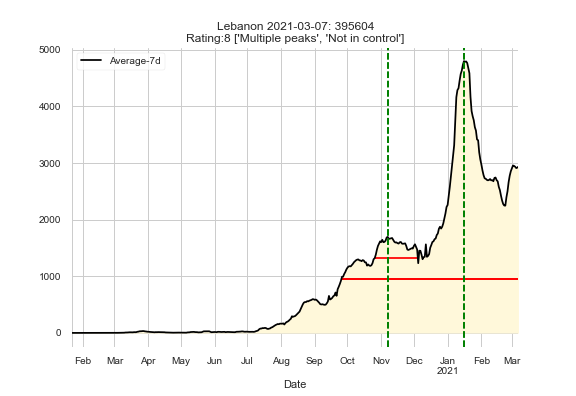 Lebanon 2021-03-07: 395604
Rating:8 ['Multiple peaks', 'Not in control']
Average-7d
5000
4000
3000
2000
1000
0
Feb Mar Apr May Jun Jul Aug Sep Oct Nov Dec Jan Feb Mar
2021
Date